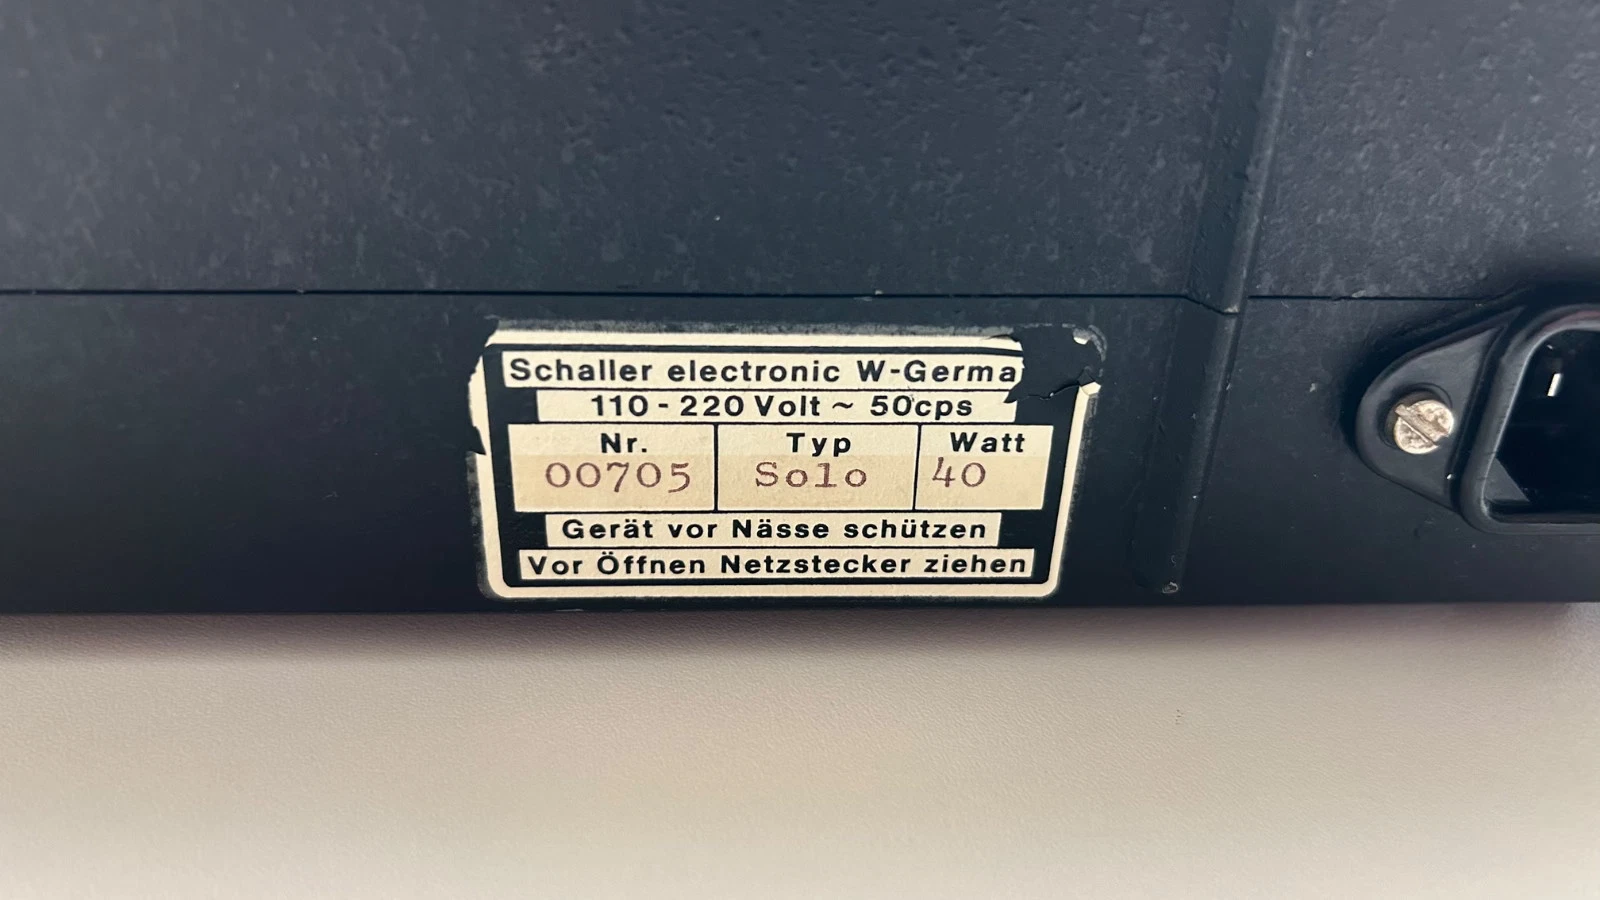 Schaller electronic W-Germa
110 - 220 Volt ~ 50cps
Nr. Typ Watt
00705 Solo 40
Gerät vor Nässe schützen
Vor Öffnen Netzstecker ziehen